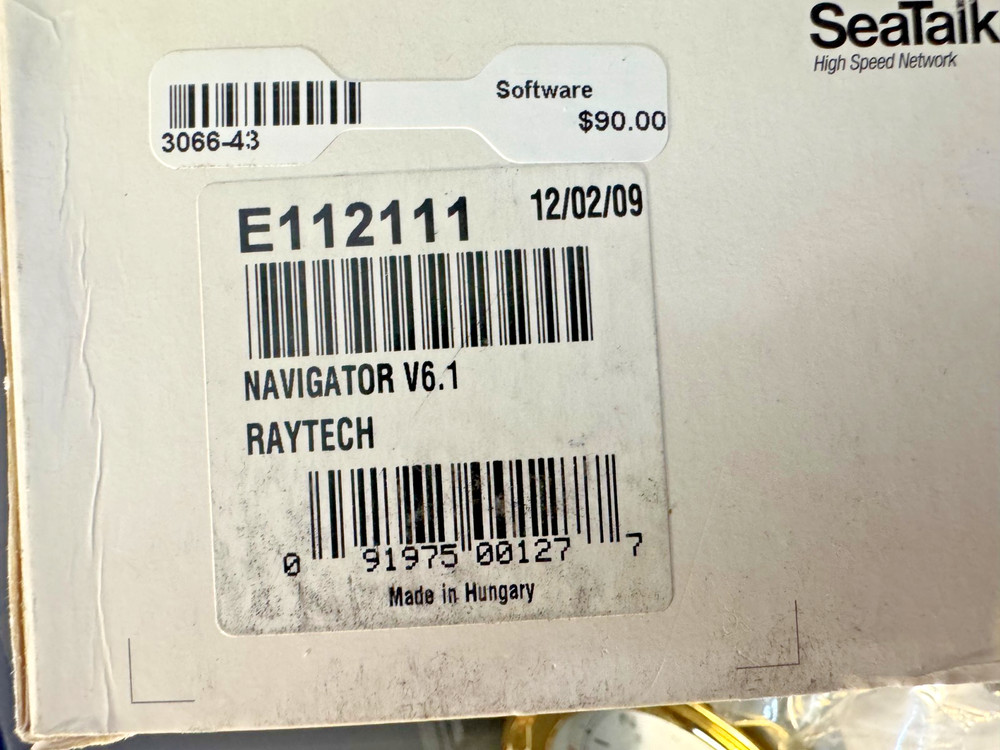 SeaTalk
High Speed Network
Software
$90.00
3066-43
E112111
12/02/09
NAVIGATOR V6.1
RAYTECH
0 91975 00127 7
Made in Hungary